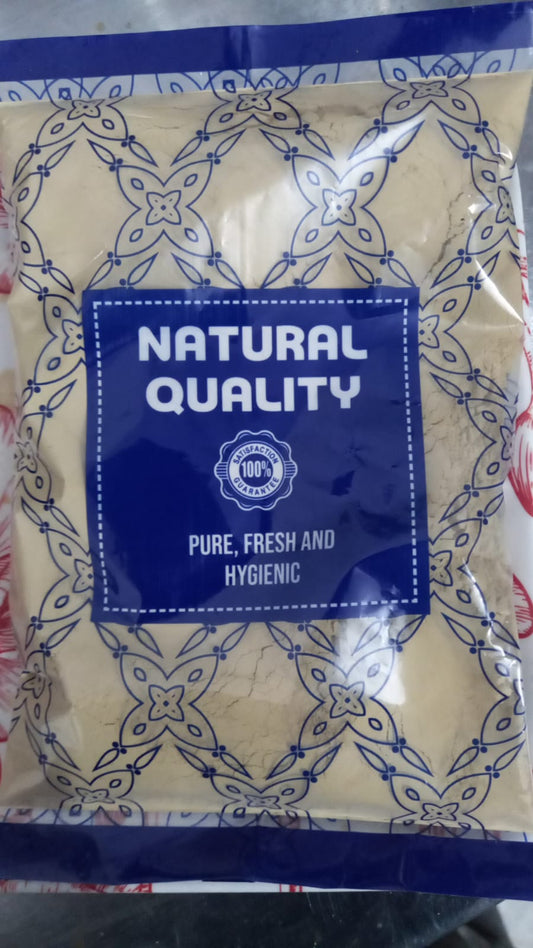 NATURAL
QUALITY
SATISFACTION
100%
GUARANTEE
PURE, FRESH AND
HYGIENIC